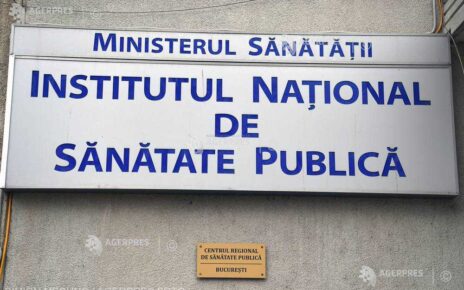 AGERPRES
MINISTERUL SĂNĂTĂȚII
INSTITUTUL NAȚIONAL
DE
SĂNĂTATE PUBLICĂ
CENTRUL REGIONAL
DE SĂNĂTATE PUBLICĂ
BUCUREȘTI
AGERPRES
AGERPRES